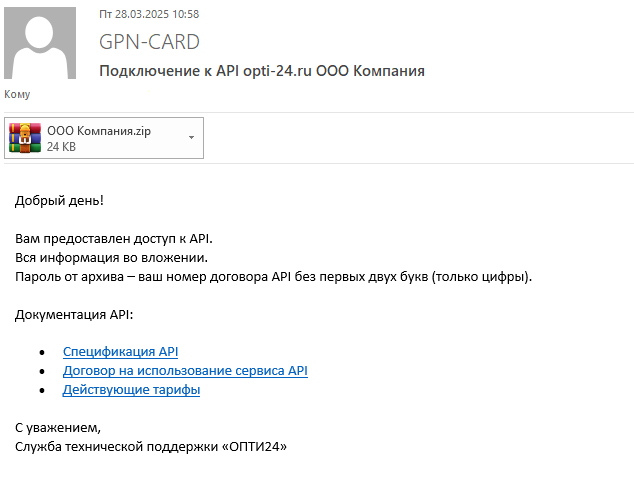 Пт 28.03.2025 10:58
GPN-CARD
Подключение к API opti-24.ru ООО Компания
Кому
ООО Компания.zip
24 KB
Добрый день!
Вам предоставлен доступ к API.
Вся информация во вложении.
Пароль от архива – ваш номер договора API без первых двух букв (только цифры).
Документация API:
• Спецификация API
• Договор на использование сервиса API
• Действующие тарифы
С уважением,
Служба технической поддержки «ОПТИ24»